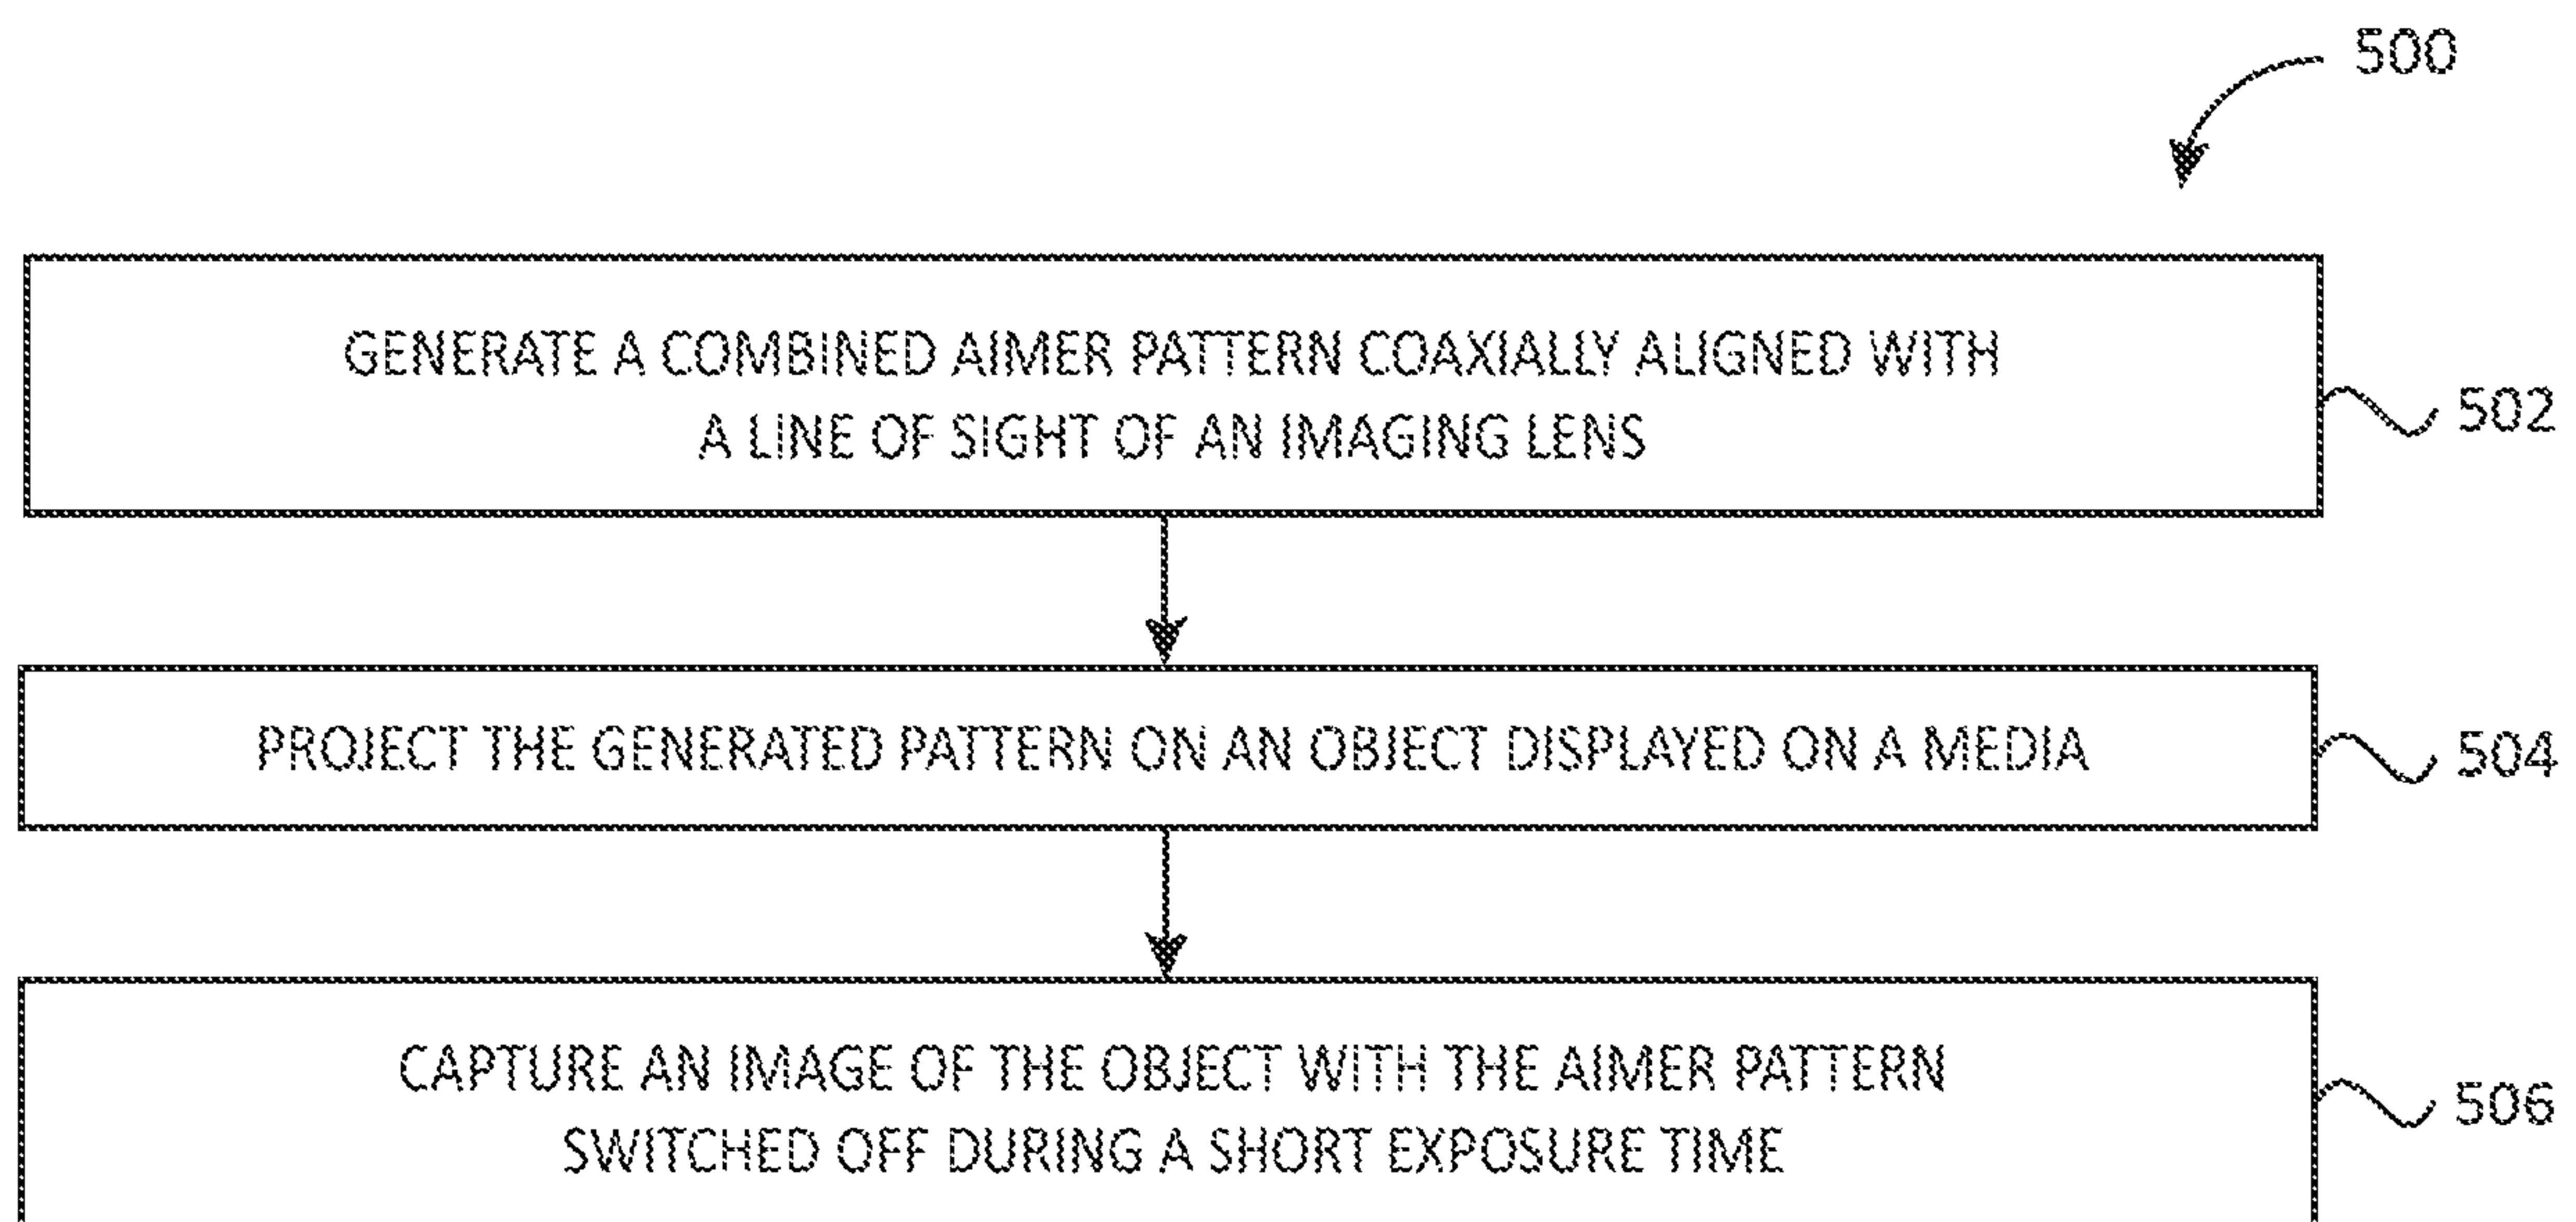 500
GENERATE A COMBINED AIMER PATTERN COAXIALLY ALIGNED WITH
A LINE OF SIGHT OF AN IMAGING LENS
502
PROJECT THE GENERATED PATTERN ON AN OBJECT DISPLAYED ON A MEDIA
504
CAPTURE AN IMAGE OF THE OBJECT WITH THE AIMER PATTERN
SWITCHED OFF DURING A SHORT EXPOSURE TIME
506